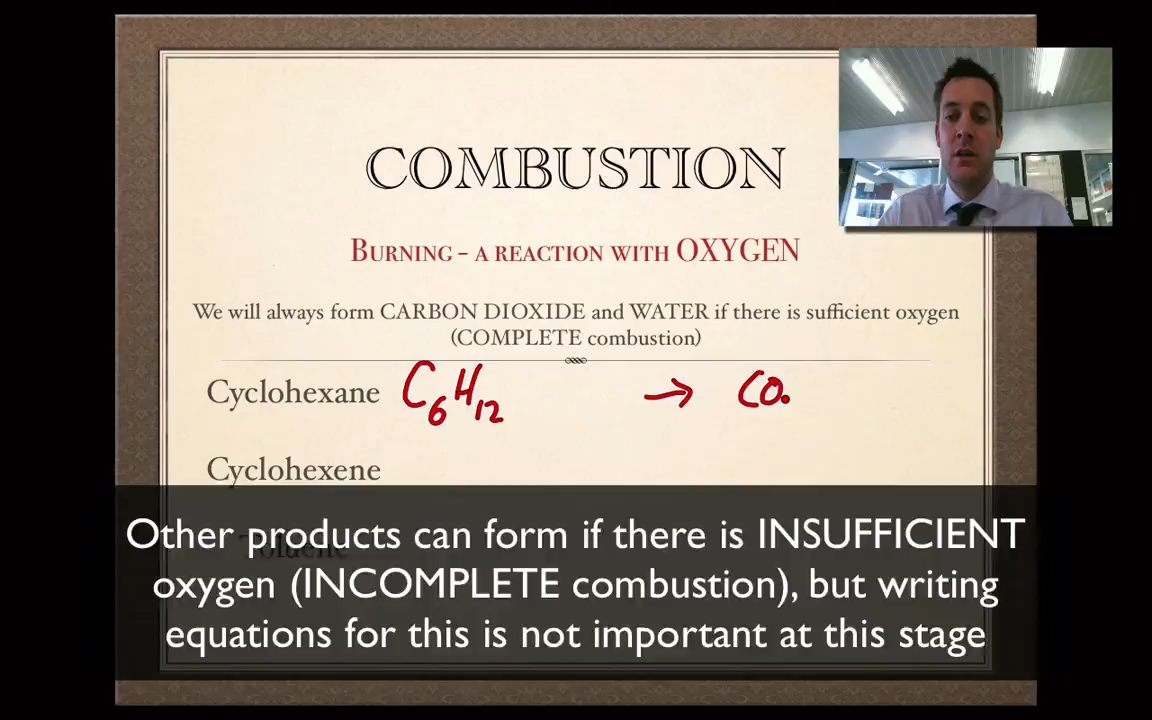 COMBUSTION
BURNING – A REACTION WITH OXYGEN
We will always form CARBON DIOXIDE and WATER if there is sufficient oxygen
(COMPLETE combustion)
Cyclohexane C₆H₁₂ → CO
Cyclohexene
Toluene
Other products can form if there is INSUFFICIENT
oxygen (INCOMPLETE combustion), but writing
equations for this is not important at this stage